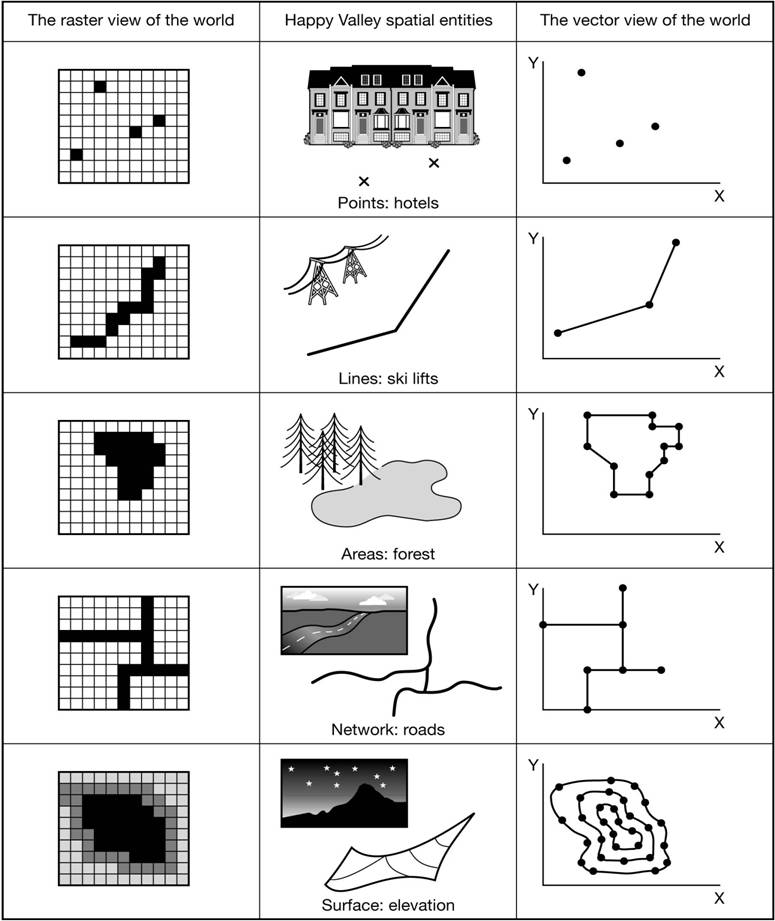 The raster view of the world
Happy Valley spatial entities
The vector view of the world
Y
X
Points: hotels
Y
X
Lines: ski lifts
Y
X
Areas: forest
Y
X
Network: roads
Y
X
Surface: elevation